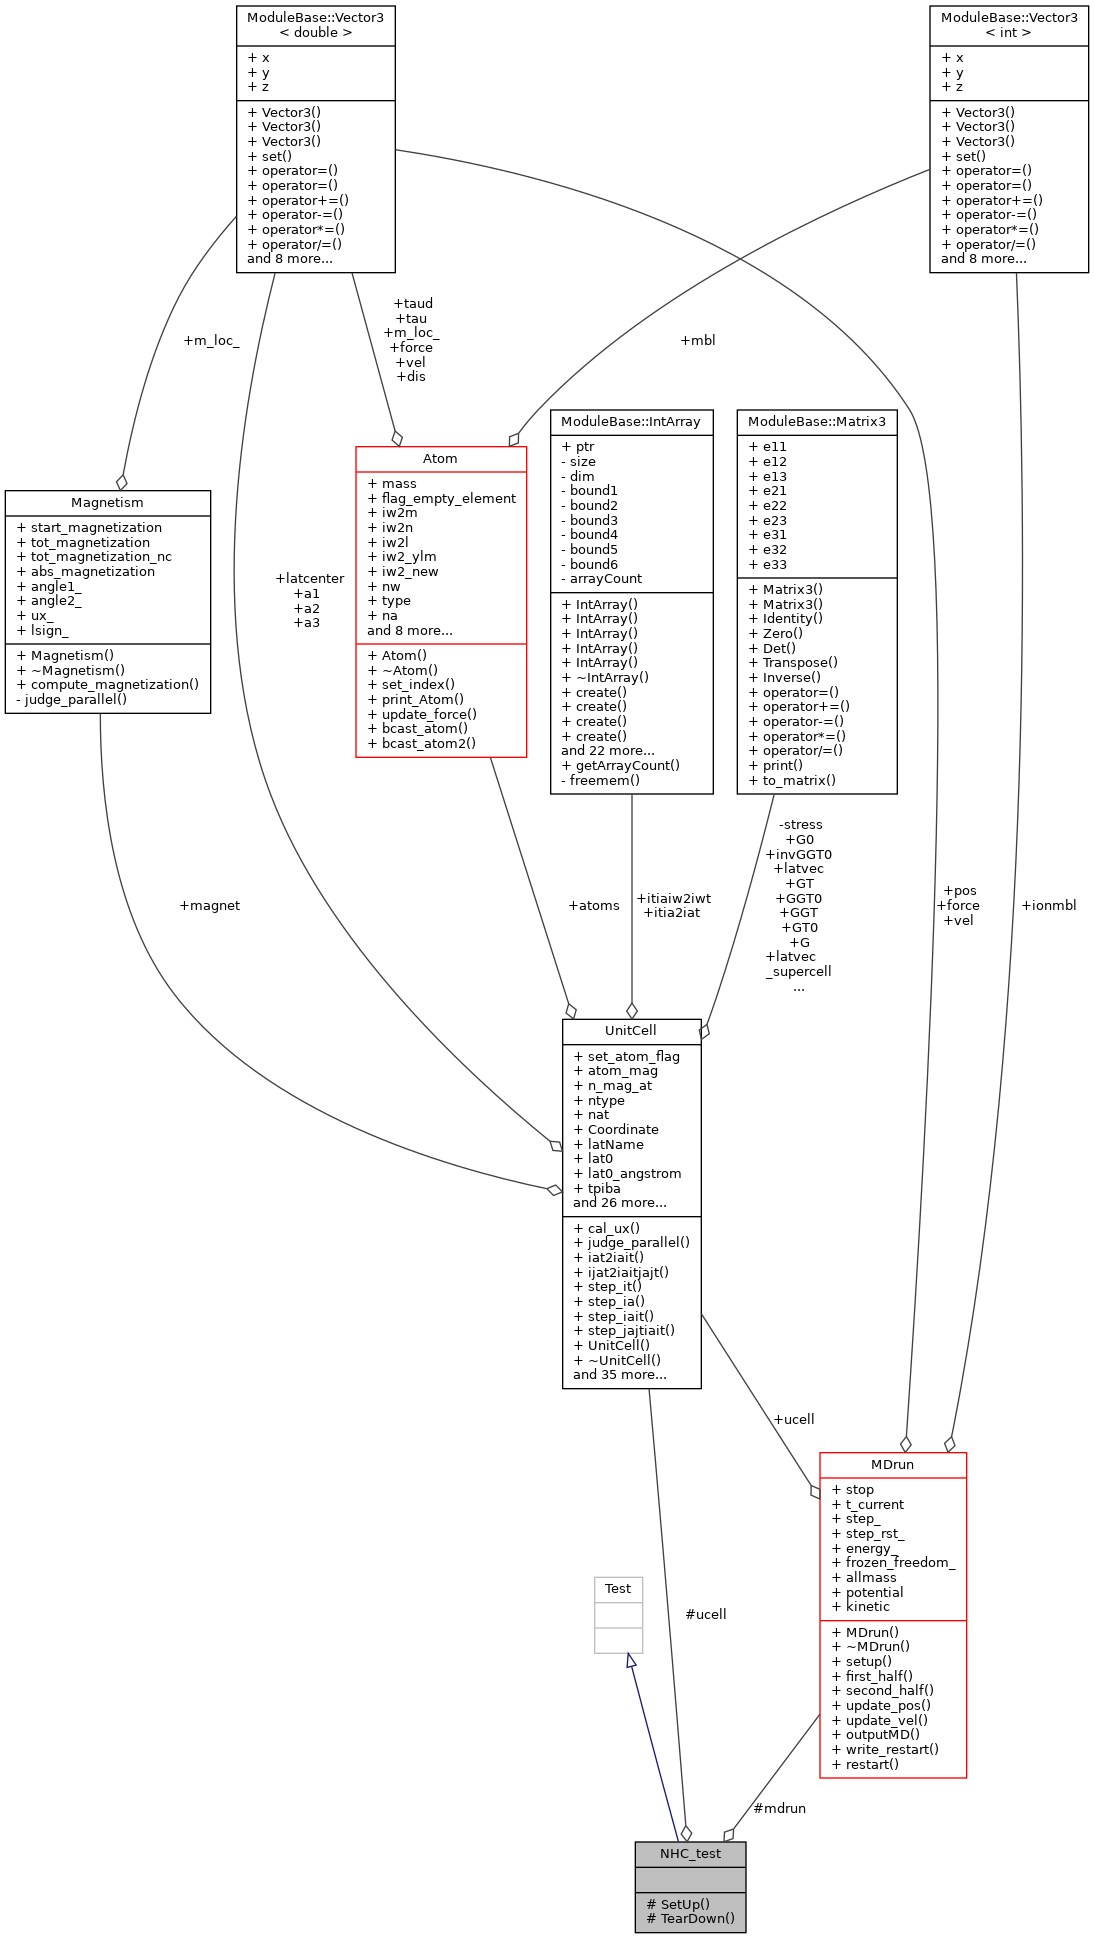 ModuleBase::Vector3
< double >
+ x
+ y
+ z
+ Vector3()
+ Vector3()
+ Vector3()
+ set()
+ operator=()
+ operator=()
+ operator+=()
+ operator-=()
+ operator*=()
+ operator/=()
and 8 more...
ModuleBase::Vector3
< int >
+ x
+ y
+ z
+ Vector3()
+ Vector3()
+ Vector3()
+ set()
+ operator=()
+ operator=()
+ operator+=()
+ operator-=()
+ operator*=()
+ operator/=()
and 8 more...
+m_loc_
+taud
+tau
+m_loc_
+force
+vel
+dis
+mbl
Magnetism
+ start_magnetization
+ tot_magnetization
+ tot_magnetization_nc
+ abs_magnetization
+ angle1_
+ angle2_
+ ux_
+ lsign_
+ Magnetism()
+ ~Magnetism()
+ compute_magnetization()
- judge_parallel()
+latcenter
+a1
+a2
+a3
Atom
+ mass
+ flag_empty_element
+ iw2m
+ iw2n
+ iw2l
+ iw2_ylm
+ iw2_new
+ nw
+ type
+ na
and 8 more...
+ Atom()
+ ~Atom()
+ set_index()
+ print_Atom()
+ update_force()
+ bcast_atom()
+ bcast_atom2()
ModuleBase::IntArray
+ ptr
- size
- dim
- bound1
- bound2
- bound3
- bound4
- bound5
- bound6
- arrayCount
+ IntArray()
+ IntArray()
+ IntArray()
+ IntArray()
+ IntArray()
+ ~IntArray()
+ create()
+ create()
+ create()
+ create()
and 22 more...
+ getArrayCount()
- freemem()
ModuleBase::Matrix3
+ e11
+ e12
+ e13
+ e21
+ e22
+ e23
+ e31
+ e32
+ e33
+ Matrix3()
+ Matrix3()
+ Identity()
+ Zero()
+ Det()
+ Transpose()
+ Inverse()
+ operator=()
+ operator+=()
+ operator-=()
+ operator*=()
+ operator/=()
+ print()
+ to_matrix()
+magnet
+atoms
+itiaiw2iwt
+itia2iat
-stress
+G0
+invGGT0
+latvec
+GT
+GGT0
+GGT
+GT0
+G
+latvec
_supercell
...
+pos
+force
+vel
+ionmbl
UnitCell
+ set_atom_flag
+ atom_mag
+ n_mag_at
+ ntype
+ nat
+ Coordinate
+ latName
+ lat0
+ lat0_angstrom
+ tpiba
and 26 more...
+ cal_ux()
+ judge_parallel()
+ iat2iait()
+ ijat2iaitjajt()
+ step_it()
+ step_ia()
+ step_iait()
+ step_jajtiait()
+ UnitCell()
+ ~UnitCell()
and 35 more...
+ucell
MDrun
+ stop
+ t_current
+ step_
+ step_rst_
+ energy_
+ frozen_freedom_
+ allmass
+ potential
+ kinetic
+ MDrun()
+ ~MDrun()
+ setup()
+ first_half()
+ second_half()
+ update_pos()
+ update_vel()
+ outputMD()
+ write_restart()
+ restart()
Test
#ucell
#mdrun
NHC_test
# SetUp()
# TearDown()